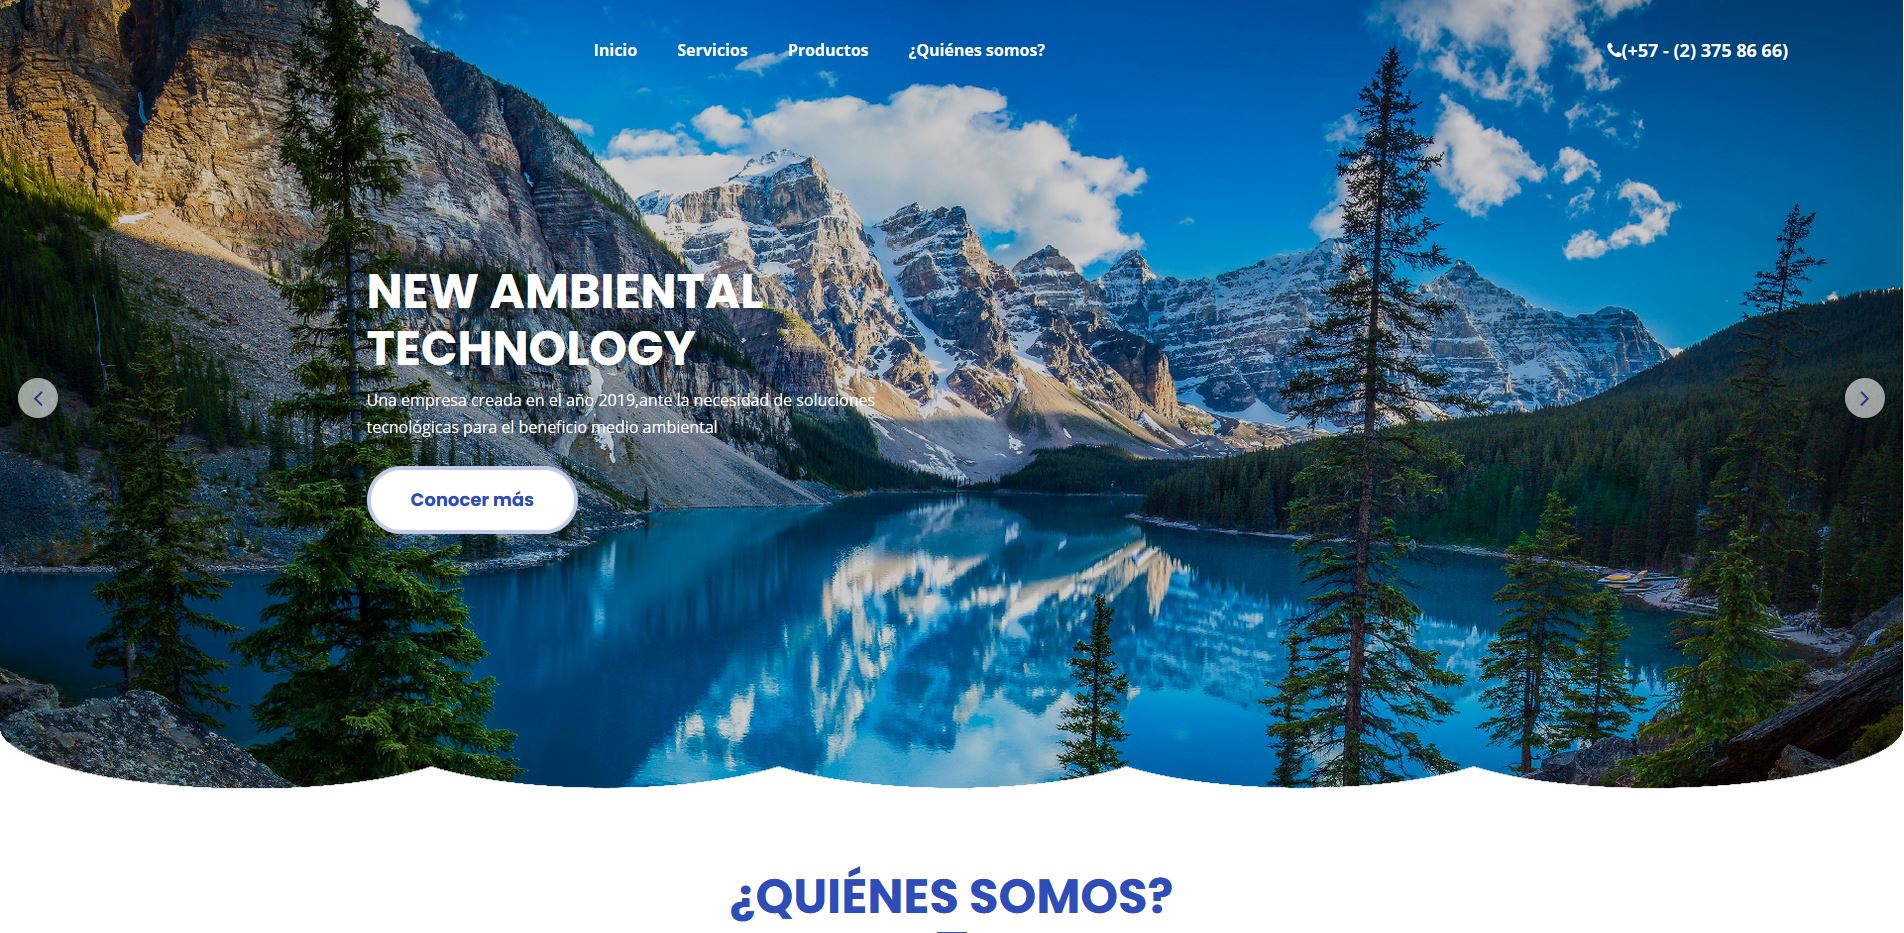 Inicio Servicios Productos ¿Quiénes somos? (+57 - (2) 375 86 66)
NEW AMBIENTAL
TECHNOLOGY
Una empresa creada en el año 2019,ante la necesidad de soluciones
tecnológicas para el beneficio medio ambiental
Conocer más
¿QUIÉNES SOMOS?